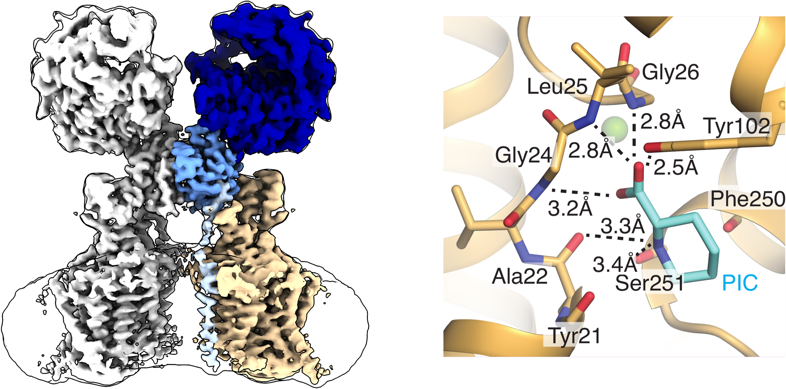 Leu25
Gly26
2.8Å
Tyr102
2.8Å
2.5Å
Gly24
3.2Å
Phe250
3.3Å
3.4Å
Ala22
Ser251
PIC
Tyr21